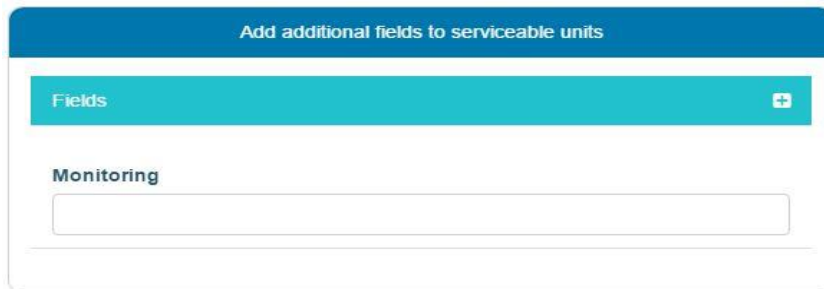 Add additional fields to serviceable units
Fields
Monitoring